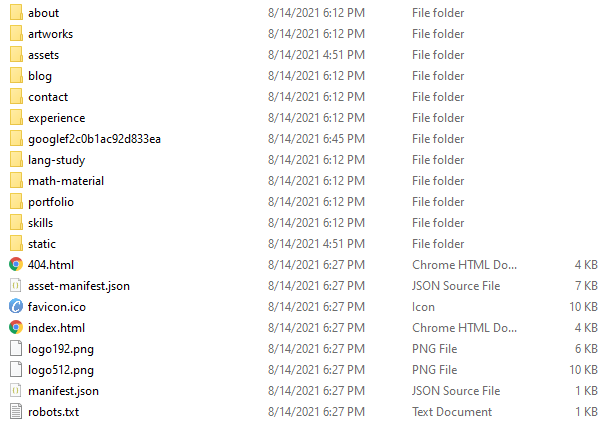 about 8/14/2021 6:12 PM File folder
artworks 8/14/2021 6:12 PM File folder
assets 8/14/2021 4:51 PM File folder
blog 8/14/2021 6:12 PM File folder
contact 8/14/2021 6:12 PM File folder
experience 8/14/2021 6:12 PM File folder
googlef2c0b1ac92d833ea 8/14/2021 6:45 PM File folder
lang-study 8/14/2021 6:12 PM File folder
math-material 8/14/2021 6:12 PM File folder
portfolio 8/14/2021 6:12 PM File folder
skills 8/14/2021 6:12 PM File folder
static 8/14/2021 4:51 PM File folder
404.html 8/14/2021 6:27 PM Chrome HTML Do... 4 KB
asset-manifest.json 8/14/2021 6:27 PM JSON Source File 7 KB
favicon.ico 8/14/2021 6:27 PM Icon 10 KB
index.html 8/14/2021 6:27 PM Chrome HTML Do... 4 KB
logo192.png 8/14/2021 6:27 PM PNG File 6 KB
logo512.png 8/14/2021 6:27 PM PNG File 10 KB
manifest.json 8/14/2021 6:27 PM JSON Source File 1 KB
robots.txt 8/14/2021 6:27 PM Text Document 1 KB